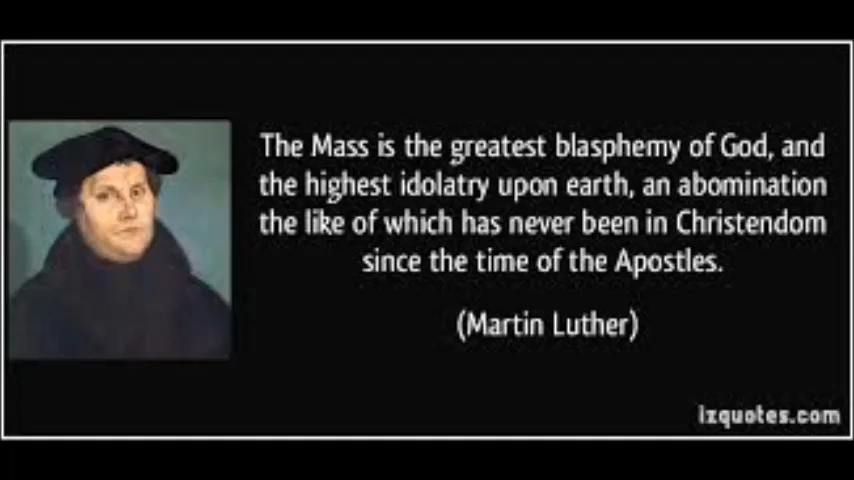 The Mass is the greatest blasphemy of God, and
the highest idolatry upon earth, an abomination
the like of which has never been in Christendom
since the time of the Apostles.
(Martin Luther)
izquotes.com